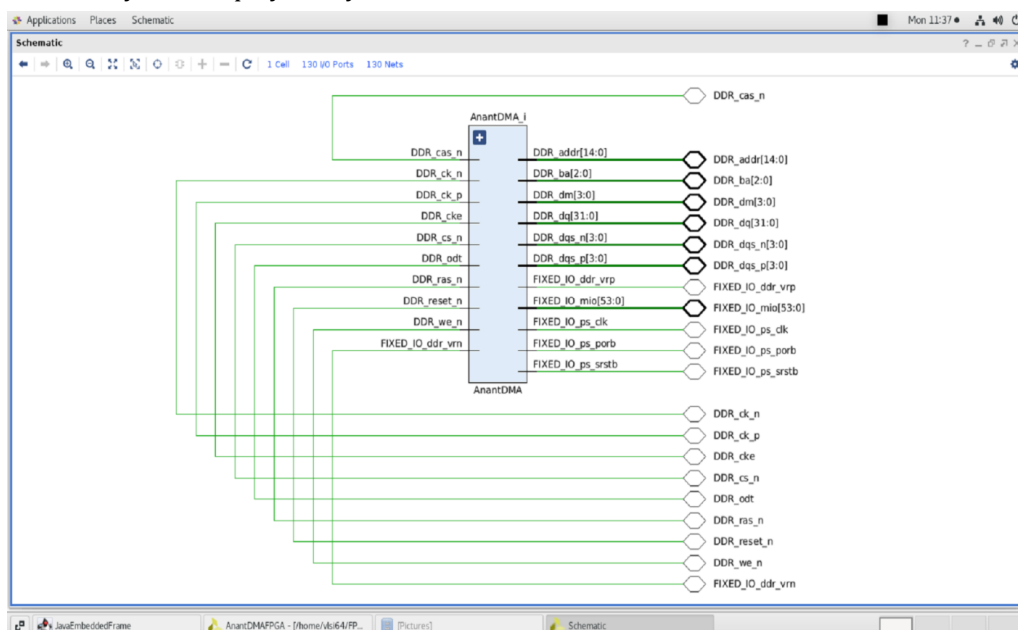 Applications Places Schematic Mon 11:37
Schematic
1 Cell 130 I/O Ports 130 Nets
DDR_cas_n
AnantDMA_i
DDR_cas_n DDR_addr[14:0] DDR_addr[14:0]
DDR_ck_n DDR_ba[2:0] DDR_ba[2:0]
DDR_ck_p DDR_dm[3:0] DDR_dm[3:0]
DDR_cke DDR_dq[31:0] DDR_dq[31:0]
DDR_cs_n DDR_dqs_n[3:0] DDR_dqs_n[3:0]
DDR_odt DDR_dqs_p[3:0] DDR_dqs_p[3:0]
DDR_ras_n FIXED_IO_ddr_vrp FIXED_IO_ddr_vrp
DDR_reset_n FIXED_IO_mio[53:0] FIXED_IO_mio[53:0]
DDR_we_n FIXED_IO_ps_clk FIXED_IO_ps_clk
FIXED_IO_ddr_vrn FIXED_IO_ps_porb FIXED_IO_ps_porb
FIXED_IO_ps_srstb FIXED_IO_ps_srstb
AnantDMA
DDR_ck_n
DDR_ck_p
DDR_cke
DDR_cs_n
DDR_odt
DDR_ras_n
DDR_reset_n
DDR_we_n
FIXED_IO_ddr_vrn
JavaEmbeddedFrame AnantDMAFPGA - [/home/vlsi64/FP... [Pictures] Schematic